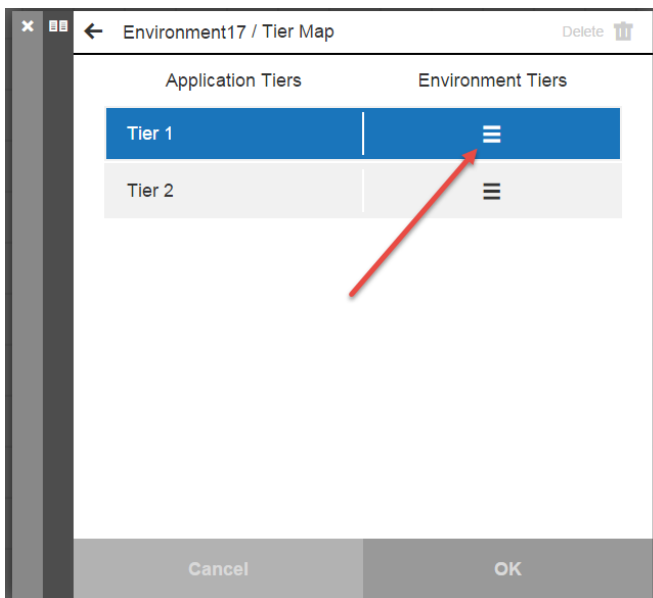 Environment17 / Tier Map Delete
Application Tiers Environment Tiers
Tier 1
Tier 2
Cancel OK